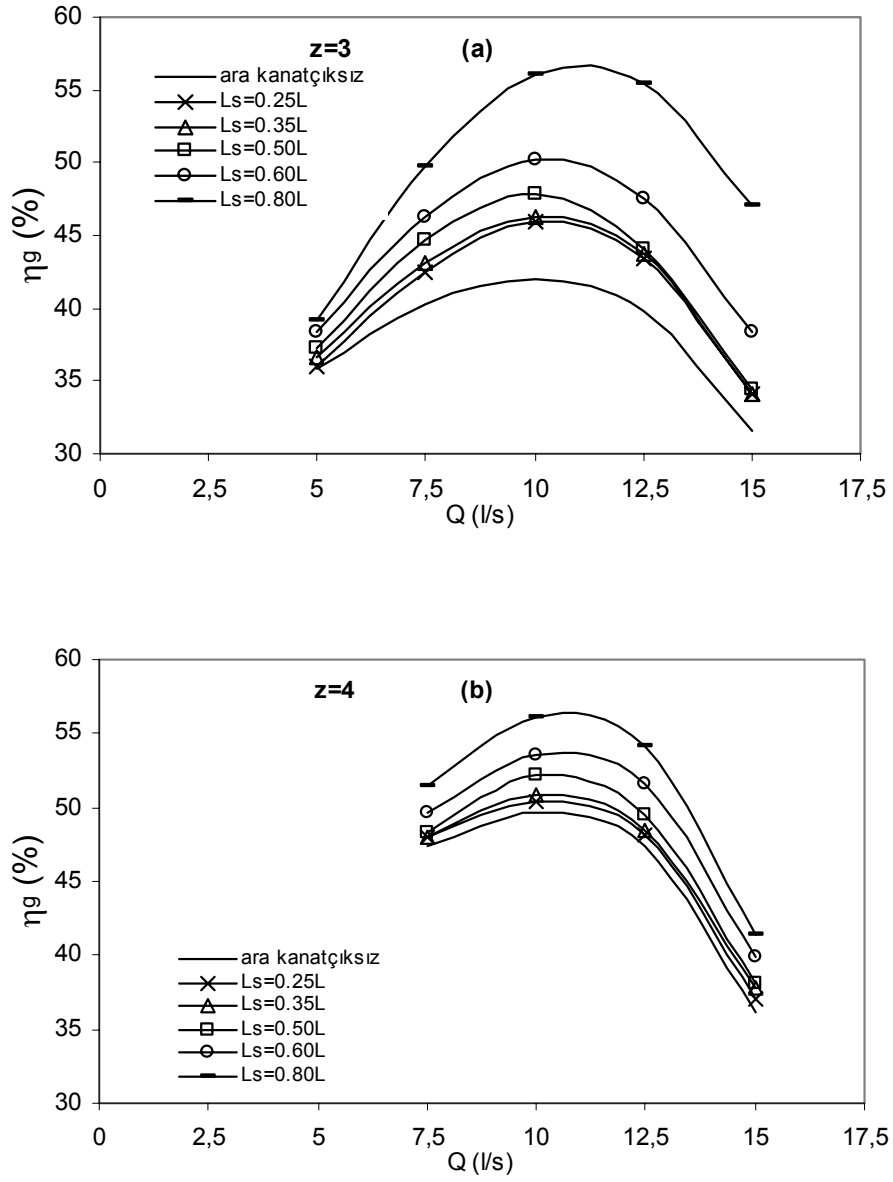 60
55
50
45
40
35
30
ηg (%)
z=3 (a)
ara kanatçıksız
Ls=0.25L
Ls=0.35L
Ls=0.50L
Ls=0.60L
Ls=0.80L
0 2,5 5 7,5 10 12,5 15 17,5
Q (l/s)
60
55
50
45
40
35
30
ηg (%)
z=4 (b)
ara kanatçıksız
Ls=0.25L
Ls=0.35L
Ls=0.50L
Ls=0.60L
Ls=0.80L
0 2,5 5 7,5 10 12,5 15 17,5
Q (l/s)